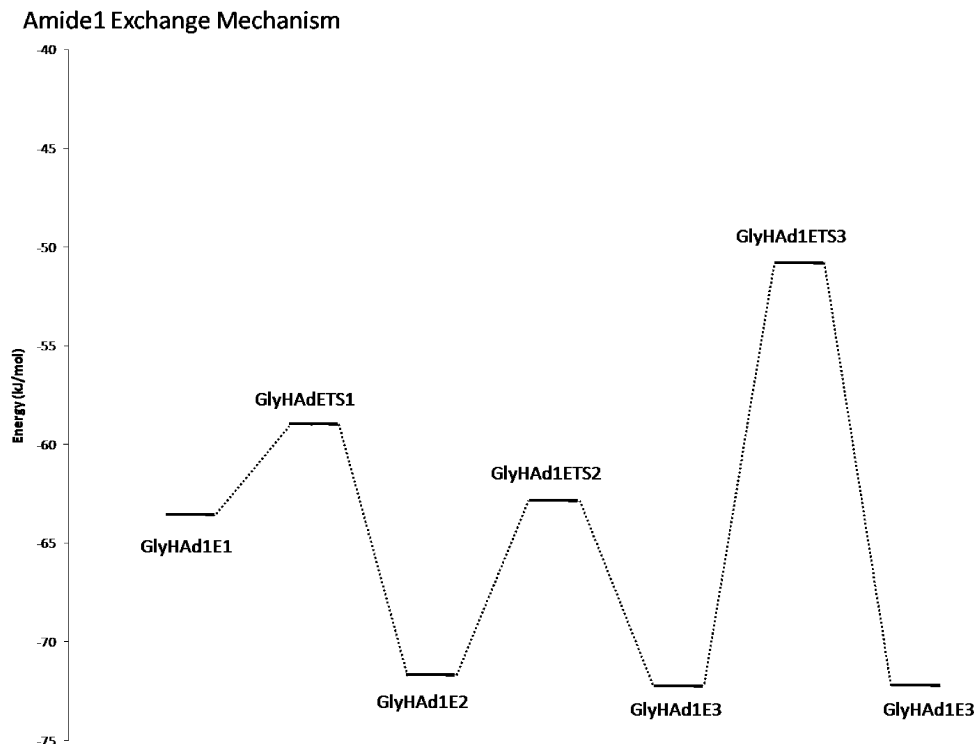 Amide1 Exchange Mechanism
-40
-45
-50
-55
-60
-65
-70
-75
Energy (kJ/mol)
GlyHAd1E1
GlyHAdETS1
GlyHAd1E2
GlyHAd1ETS2
GlyHAd1E3
GlyHAd1ETS3
GlyHAd1E3